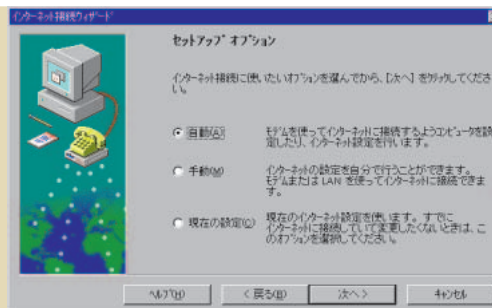 インターネット接続ウィザード
セットアップ オプション
インターネット接続に使いたいオプションを選んでから、[次へ] をクリックしてくださ
い。
自動(A)
モデムを使ってインターネットに接続するようコンピュータを設
定したり、インターネット設定を行います。
手動(M)
インターネットの設定を自分で行うことができます。
モデムまたは LAN を使ってインターネットに接続できま
す。
現在の設定(C)
現在のインターネット設定を使います。すでに
インターネットに接続していて変更したくないときは、こ
のオプションを選択してください。
ヘルプ(H)
< 戻る(B)
次へ >
キャンセル